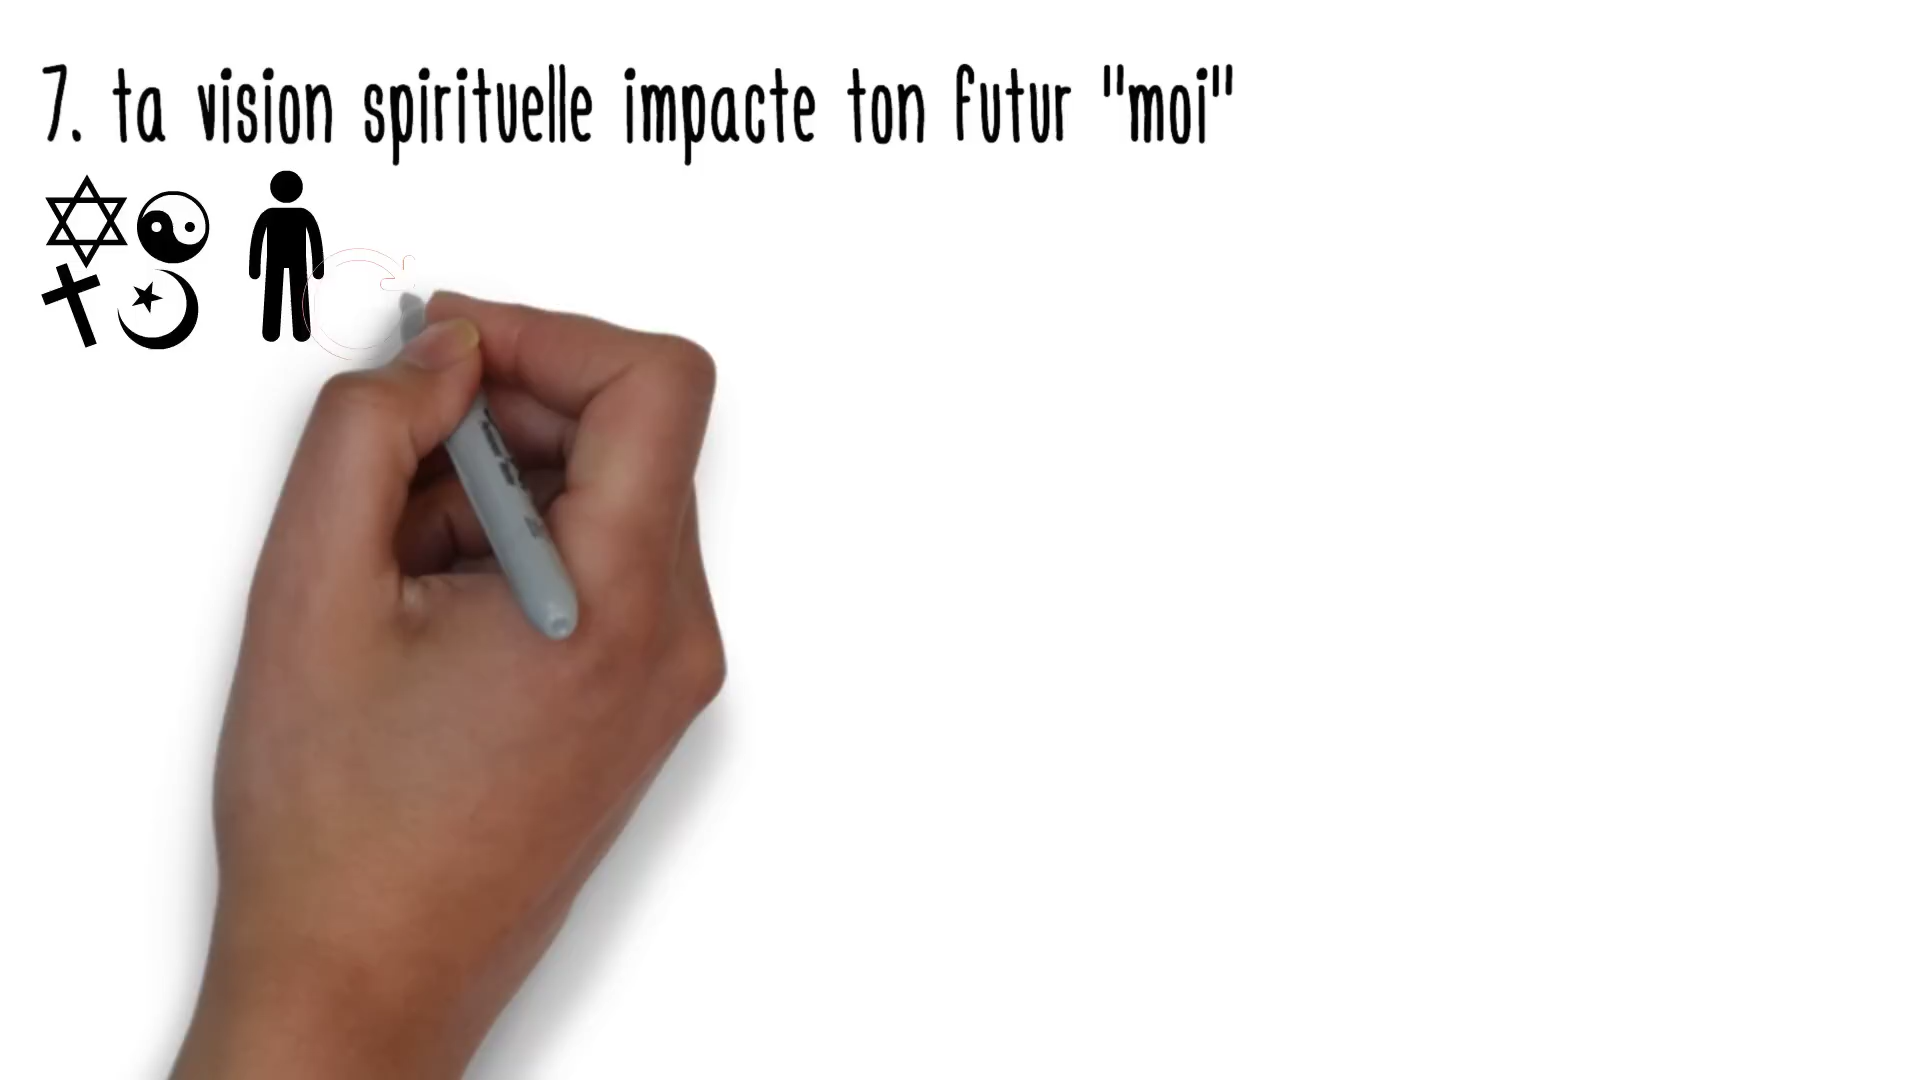 7. ta vision spirituelle impacte ton futur "moi"